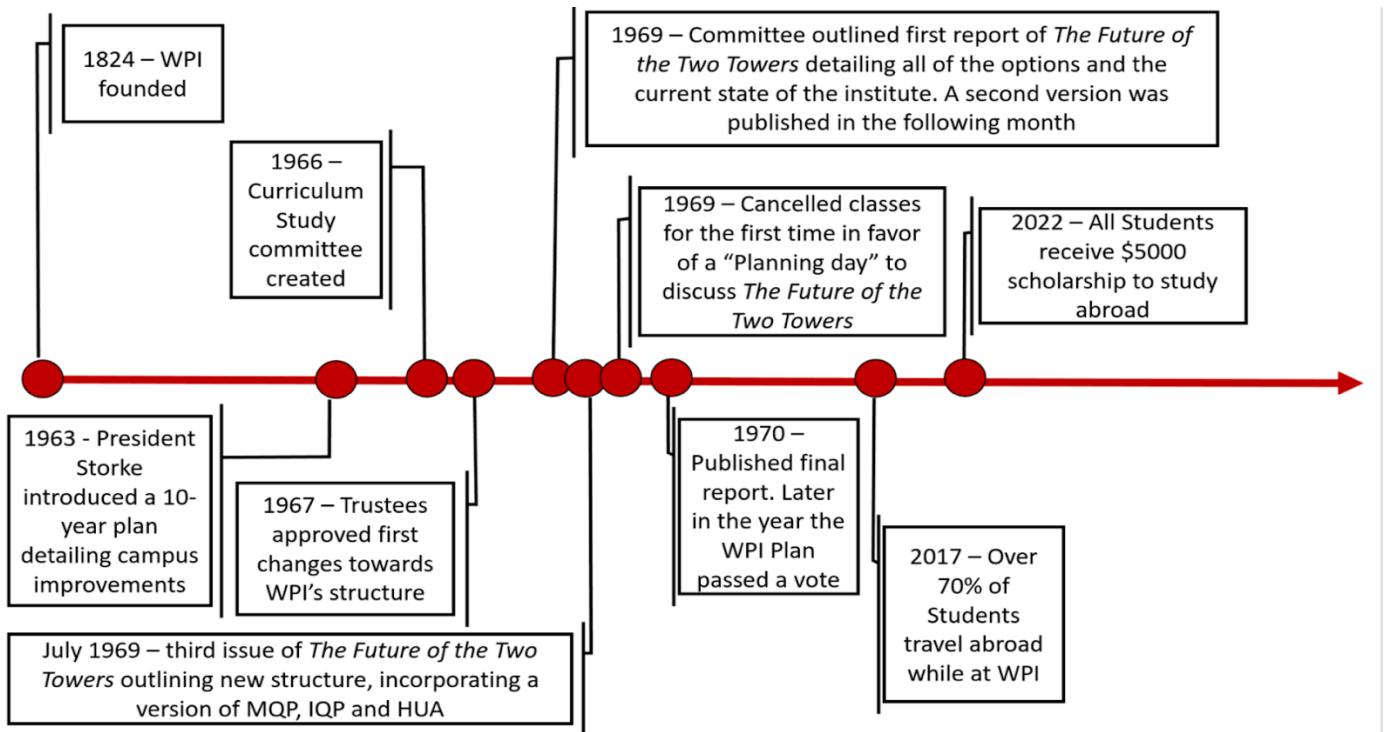 1824 – WPI
founded
1963 - President
Storke
introduced a 10-
year plan
detailing campus
improvements
1966 –
Curriculum
Study
committee
created
1967 – Trustees
approved first
changes towards
WPI's structure
1969 – Committee outlined first report of The Future of
the Two Towers detailing all of the options and the
current state of the institute. A second version was
published in the following month
July 1969 – third issue of The Future of the Two
Towers outlining new structure, incorporating a
version of MQP, IQP and HUA
1969 – Cancelled classes
for the first time in favor
of a “Planning day” to
discuss The Future of the
Two Towers
1970 –
Published final
report. Later
in the year the
WPI Plan
passed a vote
2017 – Over
70% of
Students
travel abroad
while at WPI
2022 – All Students
receive $5000
scholarship to study
abroad